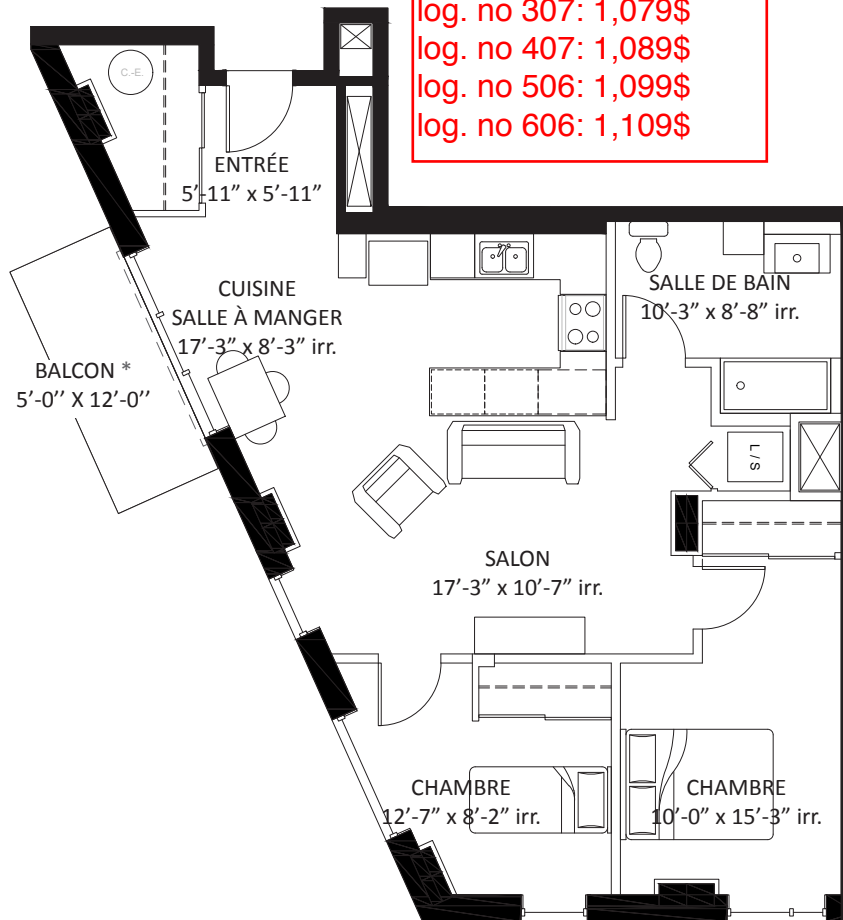 log. no 307: 1,079$
log. no 407: 1,089$
log. no 506: 1,099$
log. no 606: 1,109$
C.-E.
ENTRÉE
5’-11” x 5’-11”
CUISINE
SALLE À MANGER
17’-3” x 8’-3” irr.
SALLE DE BAIN
10’-3” x 8’-8” irr.
BALCON *
5’-0’’ X 12’-0’’
L / S
SALON
17’-3” x 10’-7” irr.
CHAMBRE
12’-7” x 8’-2” irr.
CHAMBRE
10’-0” x 15’-3” irr.